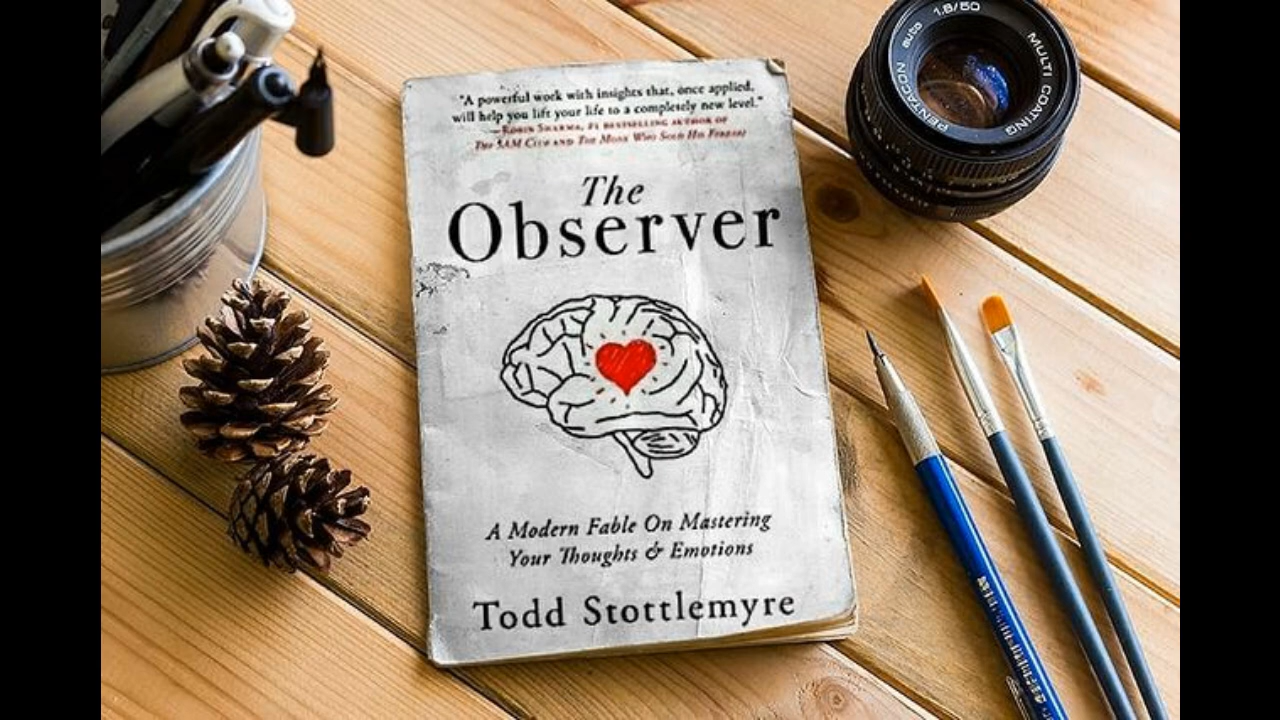 "A powerful work with insights that, once applied,
will help you lift your life to a completely new level."
—Robin Sharma, #1 bestselling author of
The 5AM Club and The Monk Who Sold His Ferrari
The
Observer
A Modern Fable On Mastering
Your Thoughts & Emotions
Todd Stottlemyre
PENTACON auto 1.8/50 MULTI COATING